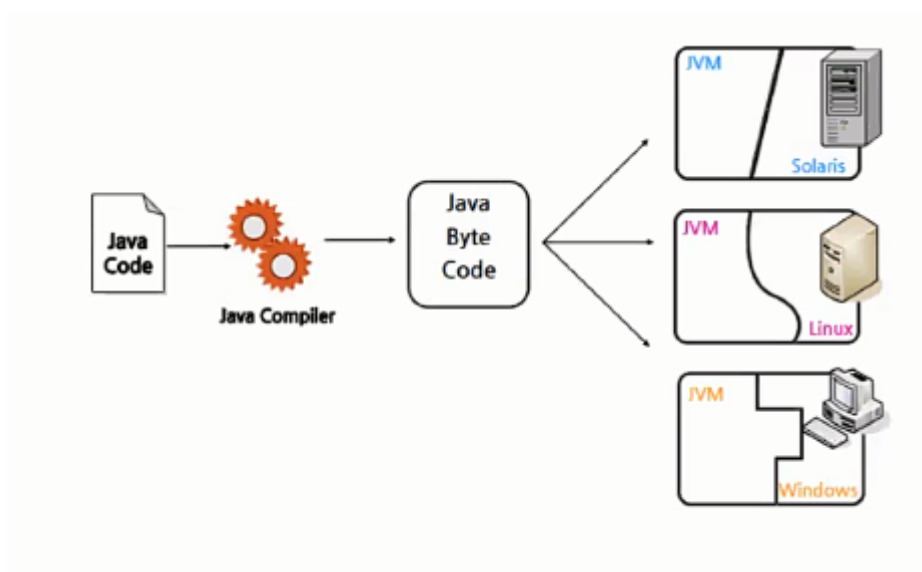 Java
Code
Java Compiler
Java
Byte
Code
JVM
Solaris
JVM
Linux
JVM
Windows